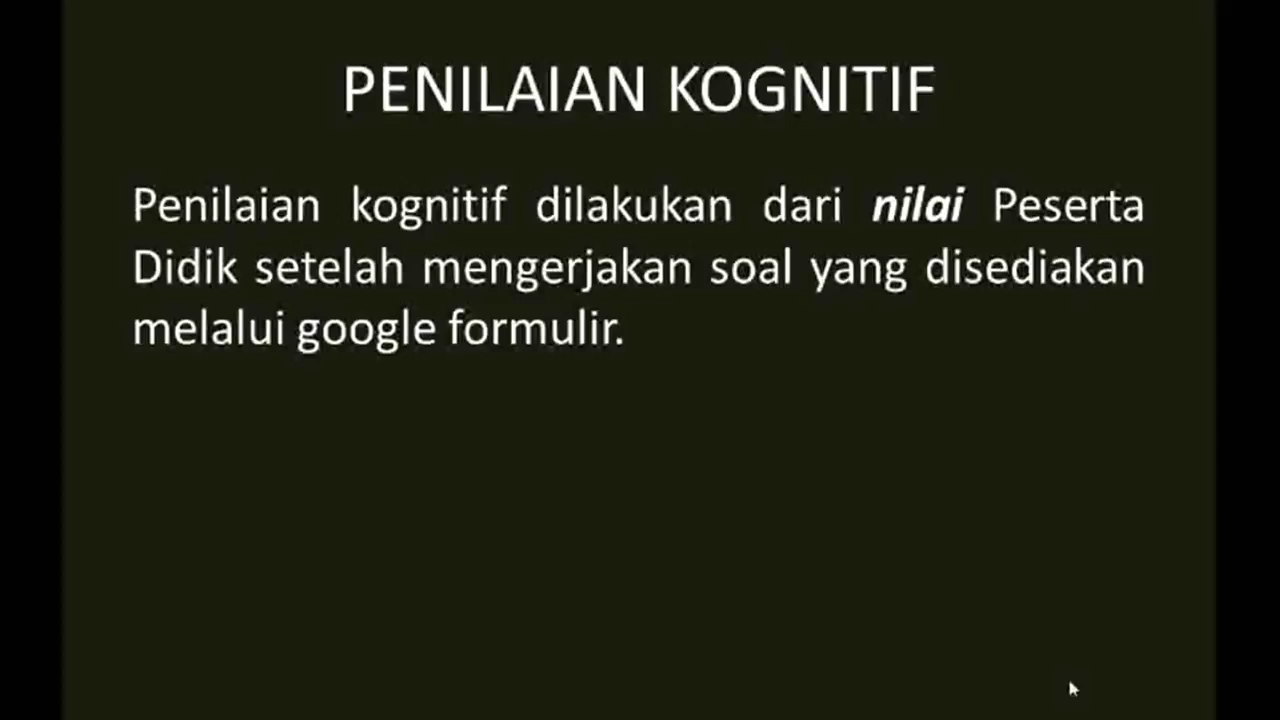 PENILAIAN KOGNITIF
Penilaian kognitif dilakukan dari nilai Peserta
Didik setelah mengerjakan soal yang disediakan
melalui google formulir.